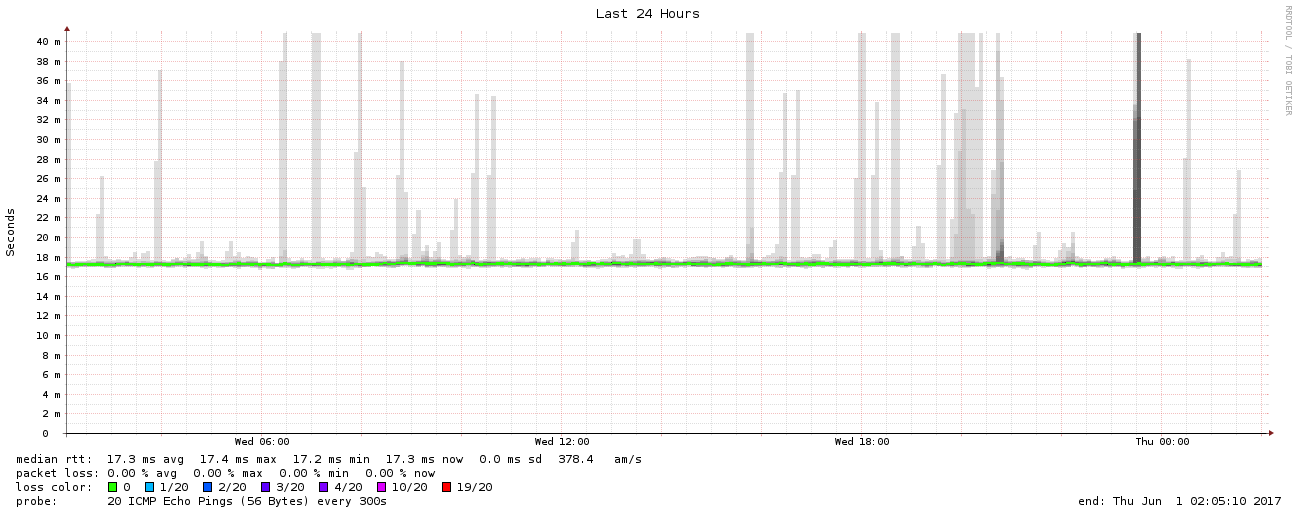 Last 24 Hours
RRDTOOL / TOBI OETIKER
Seconds
40 m
38 m
36 m
34 m
32 m
30 m
28 m
26 m
24 m
22 m
20 m
18 m
16 m
14 m
12 m
10 m
8 m
6 m
4 m
2 m
0
Wed 06:00 Wed 12:00 Wed 18:00 Thu 00:00
median rtt: 17.3 ms avg 17.4 ms max 17.2 ms min 17.3 ms now 0.0 ms sd 378.4 am/s
packet loss: 0.00 % avg 0.00 % max 0.00 % min 0.00 % now
loss color: 0 1/20 2/20 3/20 4/20 10/20 19/20
probe: 20 ICMP Echo Pings (56 Bytes) every 300s end: Thu Jun 1 02:05:10 2017